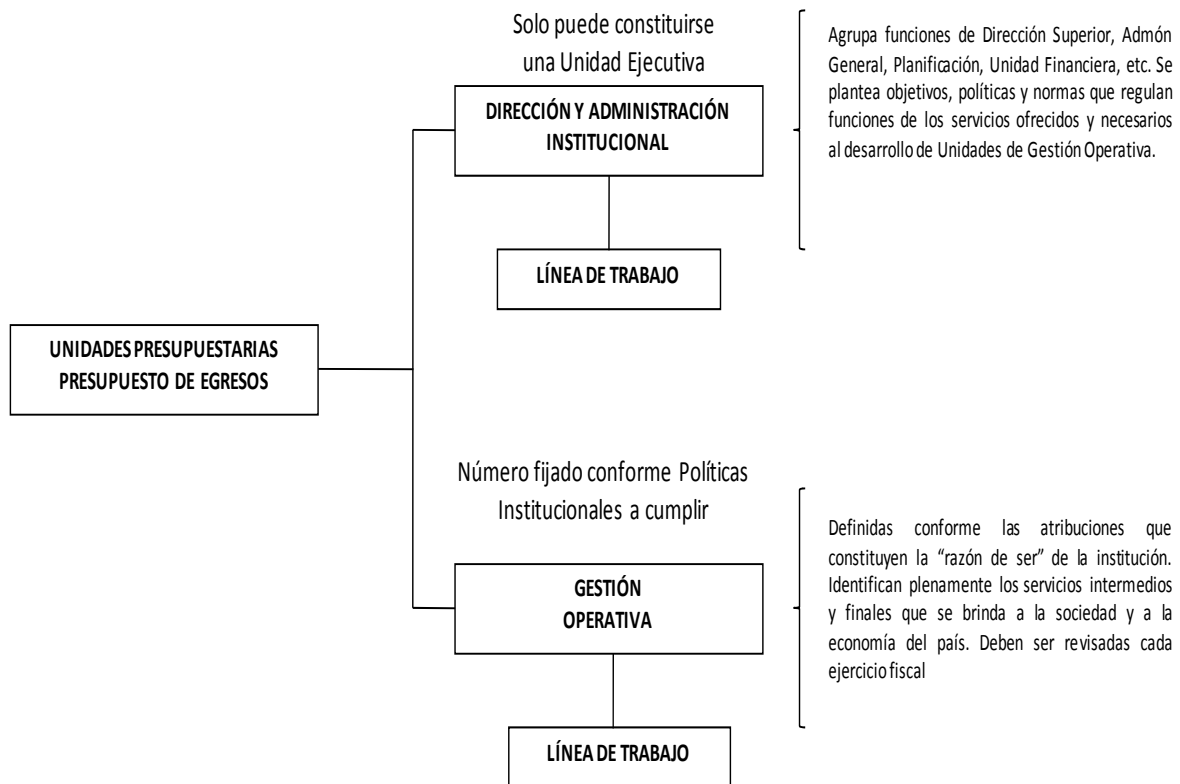 Solo puede constituirse
una Unidad Ejecutiva
DIRECCIÓN Y ADMINISTRACIÓN
INSTITUCIONAL
LÍNEA DE TRABAJO
Agrupa funciones de Dirección Superior, Admón
General, Planificación, Unidad Financiera, etc. Se
plantea objetivos, políticas y normas que regulan
funciones de los servicios ofrecidos y necesarios
al desarrollo de Unidades de Gestión Operativa.
UNIDADES PRESUPUESTARIAS
PRESUPUESTO DE EGRESOS
Número fijado conforme Políticas
Institucionales a cumplir
GESTIÓN
OPERATIVA
LÍNEA DE TRABAJO
Definidas conforme las atribuciones que
constituyen la “razón de ser” de la institución.
Identifican plenamente los servicios intermedios
y finales que se brinda a la sociedad y a la
economía del país. Deben ser revisadas cada
ejercicio fiscal